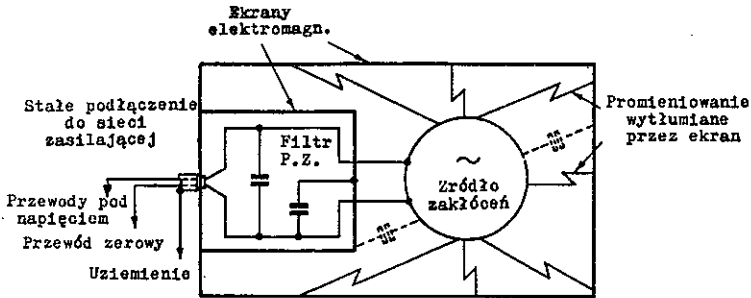 Ekrany
elektromagn.
Stałe podłączenie
do sieci
zasilającej
Filtr
P.Z.
Promieniowanie
wytłumiane
przez ekran
~
Zródło
zakłóceń
Przewody pod
napięciem
Przewód zerowy
Uziemienie